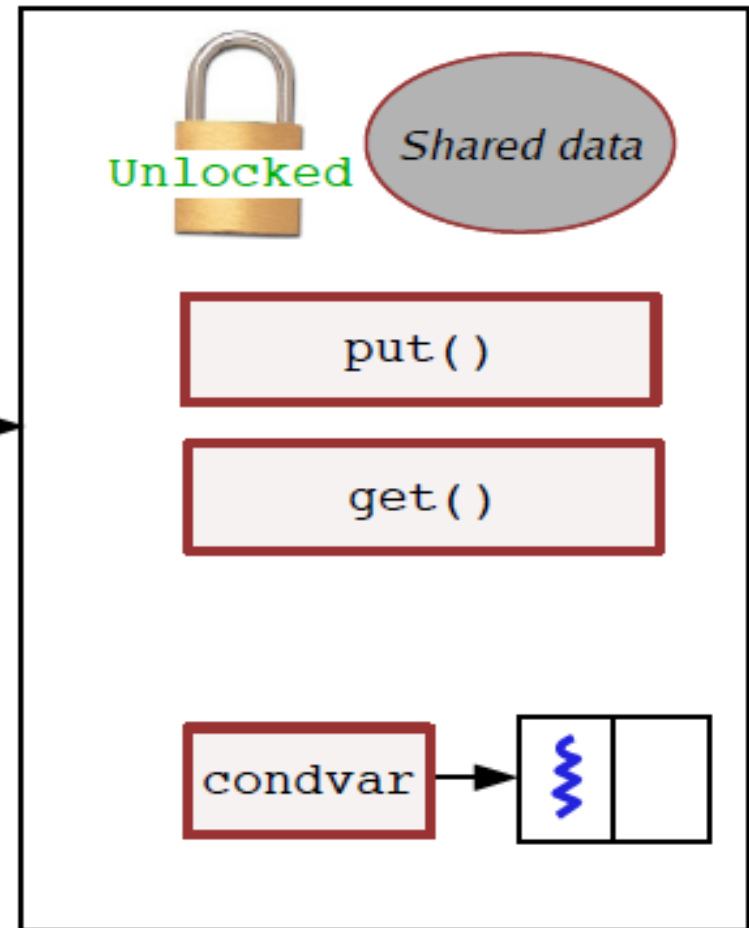 Unlocked
Shared data
put()
get()
condvar